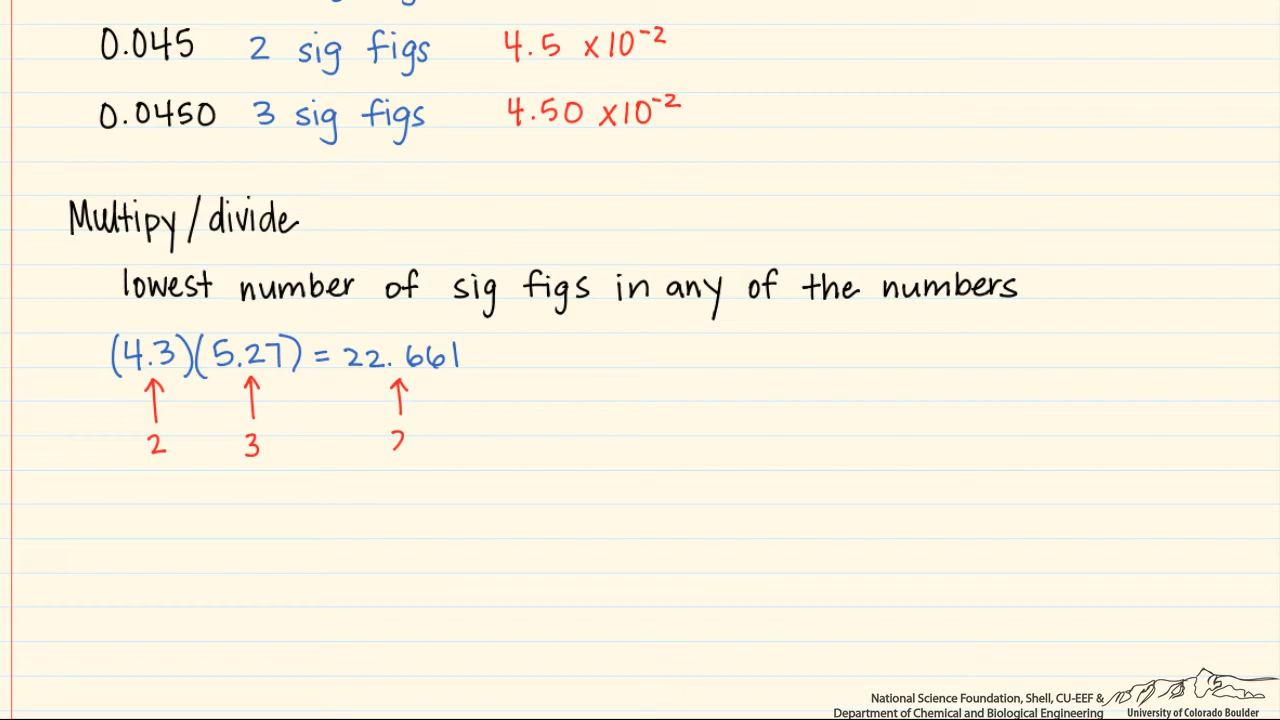 0.045 2 sig figs 4.5 x10⁻²
0.0450 3 sig figs 4.50 x10⁻²
Multipy/divide
lowest number of sig figs in any of the numbers
(4.3)(5.27) = 22.661
2 3
National Science Foundation, Shell, CU-EEF &
Department of Chemical and Biological Engineering
University of Colorado Boulder